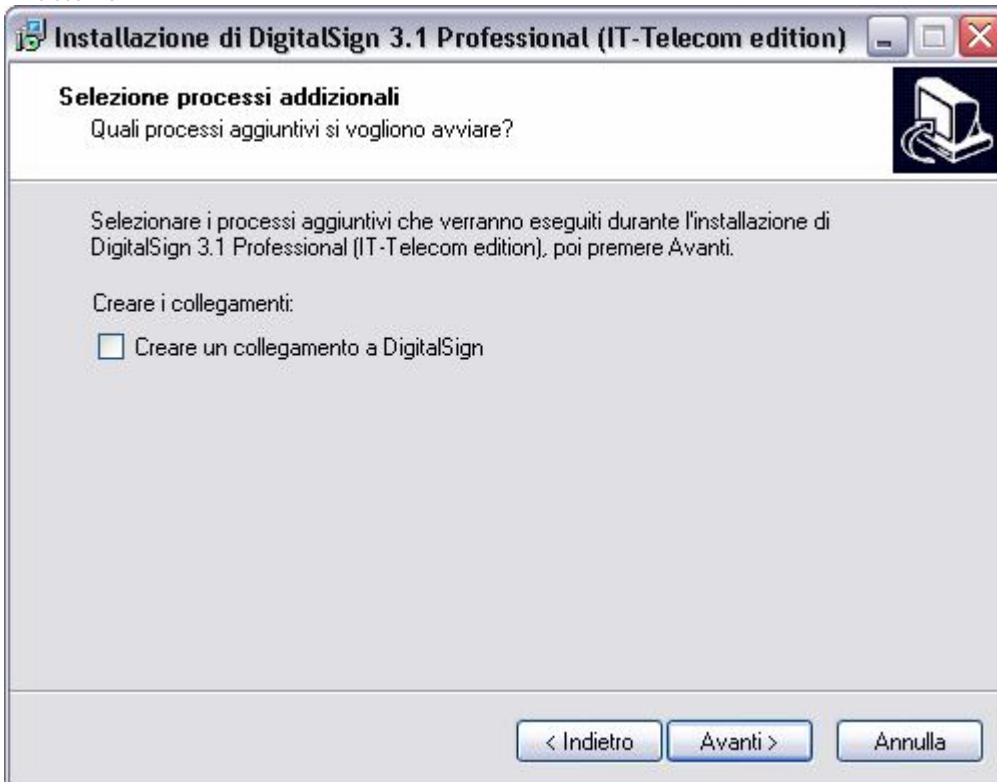 Installazione di DigitalSign 3.1 Professional (IT-Telecom edition)
Selezione processi addizionali
Quali processi aggiuntivi si vogliono avviare?
Selezionare i processi aggiuntivi che verranno eseguiti durante l'installazione di
DigitalSign 3.1 Professional (IT-Telecom edition), poi premere Avanti.
Creare i collegamenti:
Creare un collegamento a DigitalSign
< Indietro
Avanti >
Annulla